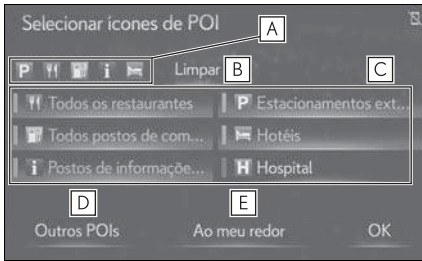 Selecionar ícones de POI
A
P i Limpar B C
Todos os restaurantes P Estacionamentos ext...
Todos postos de com... Hotéis
i Postos de informaçõe... H Hospital
D E
Outros POIs Ao meu redor OK